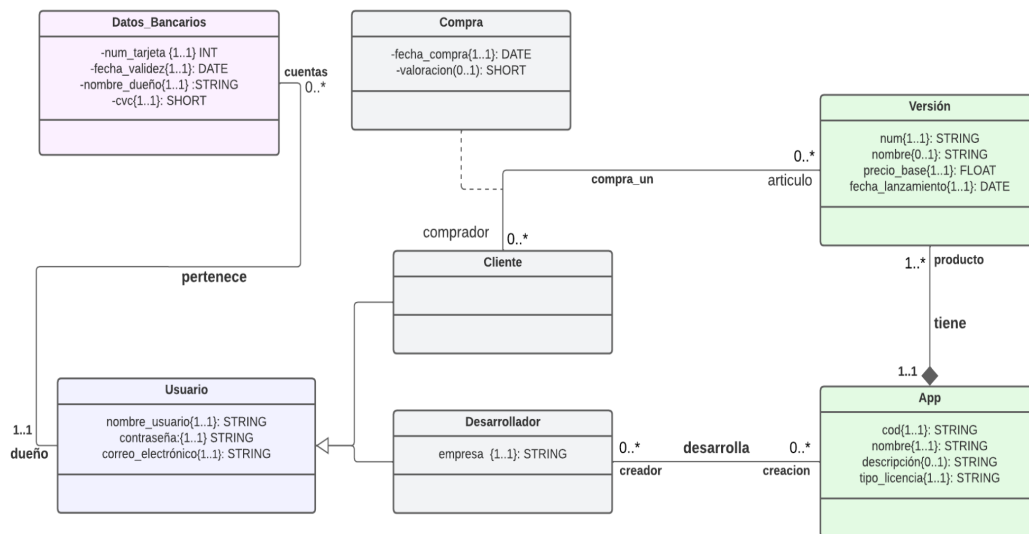 Datos_Bancarios
-num_tarjeta {1..1} INT
-fecha_validez{1..1}: DATE
-nombre_dueño{1..1} :STRING
-cvc{1..1}: SHORT
cuentas
0..*
Compra
-fecha_compra{1..1}: DATE
-valoracion(0..1}: SHORT
Versión
num{1..1}: STRING
nombre{0..1}: STRING
precio_base{1..1}: FLOAT
fecha_lanzamiento{1..1}: DATE
0..*
compra_un
articulo
comprador
0..*
Cliente
pertenece
1..*
producto
tiene
1..1
Usuario
nombre_usuario{1..1}: STRING
contraseña:{1..1} STRING
correo_electrónico{1..1}: STRING
1..1
dueño
Desarrollador
empresa {1..1}: STRING
0..*
desarrolla
0..*
creador
creacion
App
cod{1..1}: STRING
nombre{1..1}: STRING
descripción{0..1): STRING
tipo_licencia{1..1}: STRING